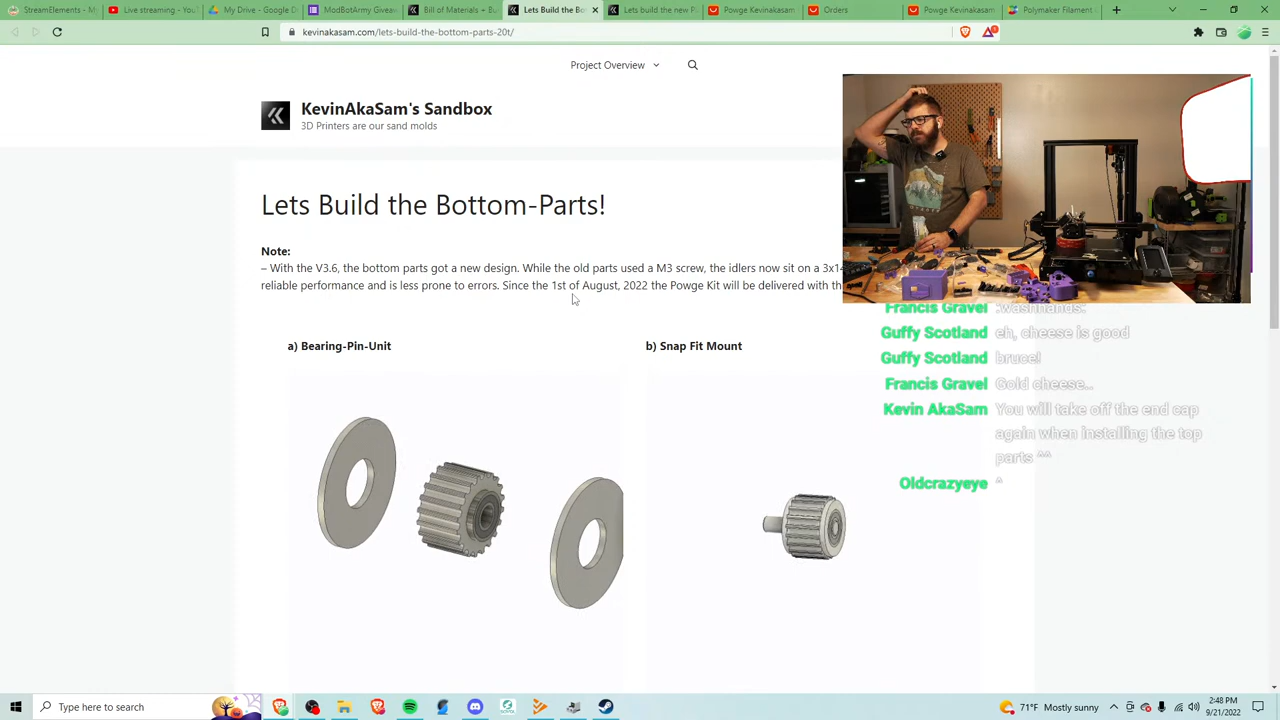 StreamElements - My
Live streaming - YouT
My Drive - Google D
ModBotArmy Giveaw
Bill of Materials + Bu
Lets Build the Bo
Lets build the new P
Powge Kevinakasam
Orders
Powge Kevinakasam
Polymaker Filament
kevinakasam.com/lets-build-the-bottom-parts-20t/
Project Overview
KevinAkaSam's Sandbox
3D Printers are our sand molds
Lets Build the Bottom-Parts!
Note:
– With the V3.6, the bottom parts got a new design. While the old parts used a M3 screw, the idlers now sit on a 3x1
reliable performance and is less prone to errors. Since the 1st of August, 2022 the Powge Kit will be delivered with th
a) Bearing-Pin-Unit
b) Snap Fit Mount
Francis Gravel :washhands:
Guffy Scotland eh, cheese is good
Guffy Scotland bruce!
Francis Gravel Gold cheese..
Kevin AkaSam You will take off the end cap
again when installing the top
parts ^^
Oldcrazyeye ^
Type here to search
71°F Mostly sunny
2:48 PM
9/21/2022